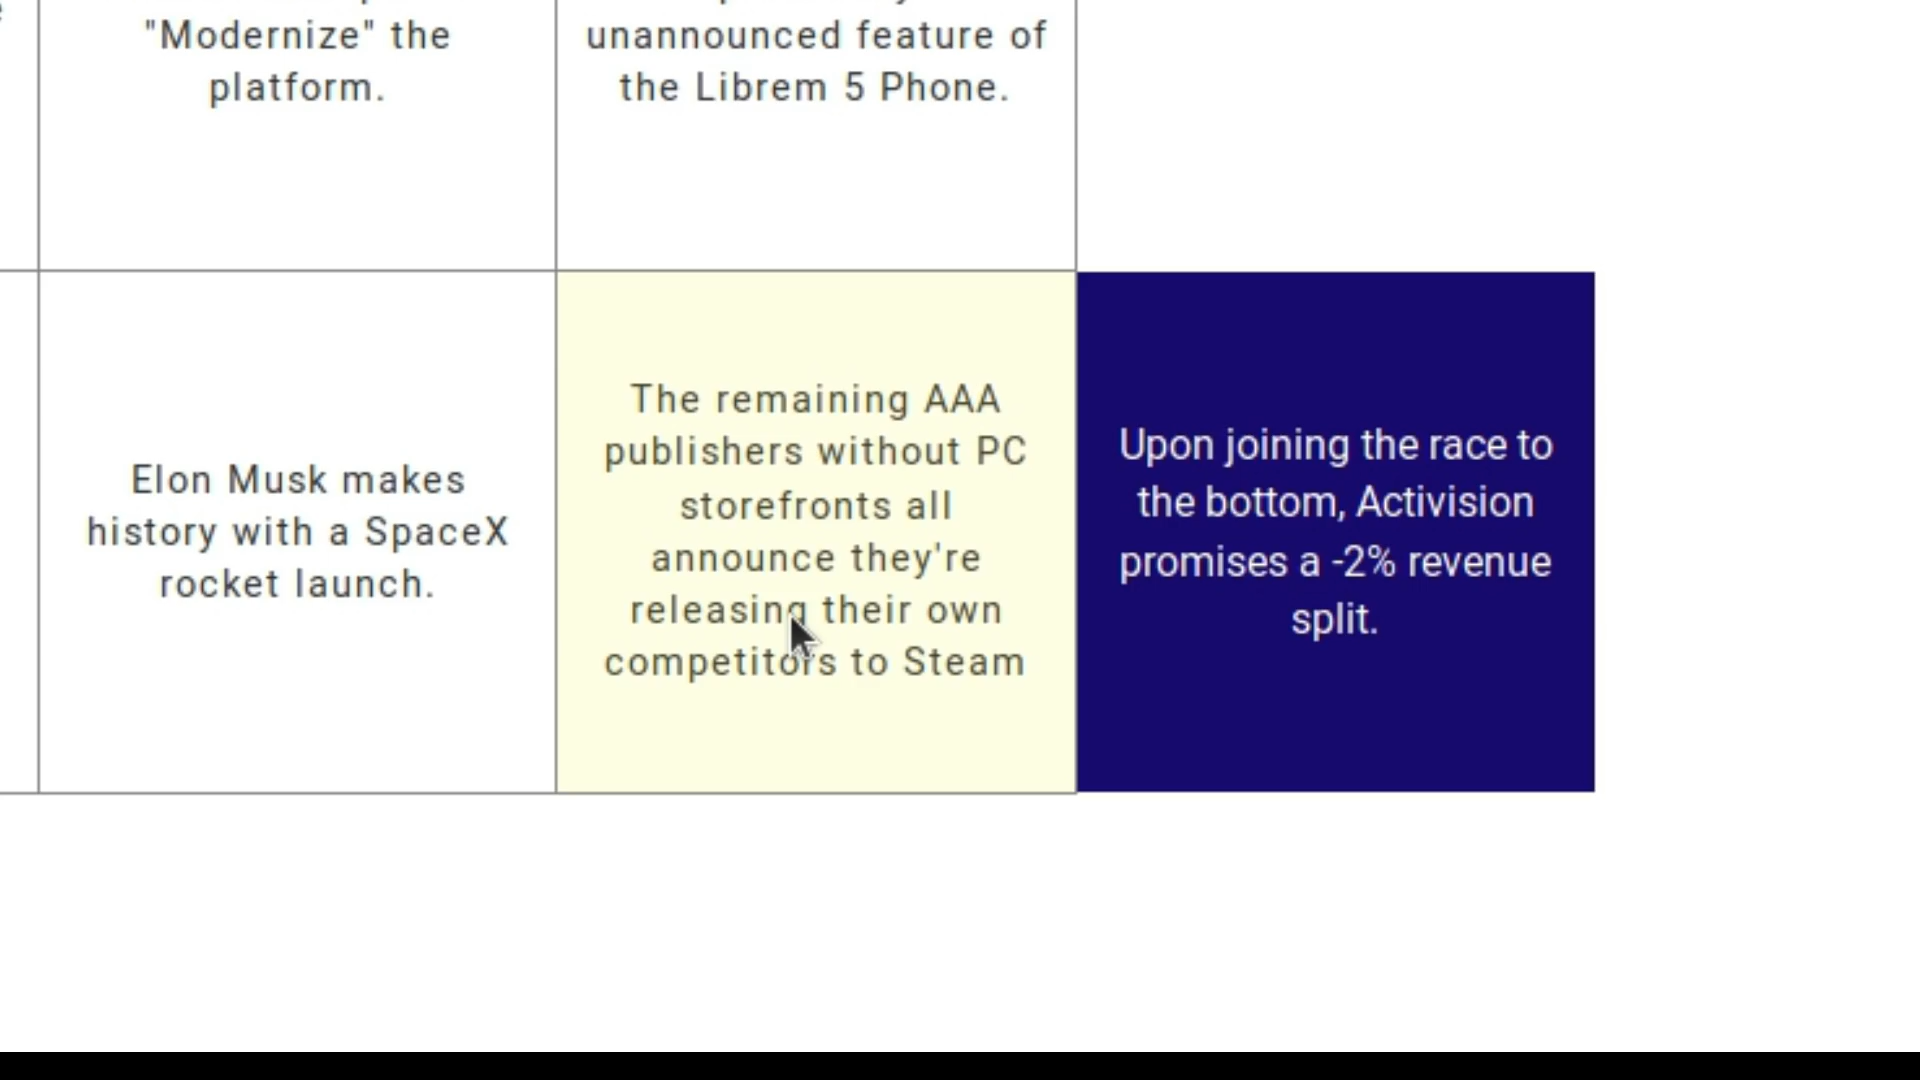 "Modernize" the
platform.
unannounced feature of
the Librem 5 Phone.
Elon Musk makes
history with a SpaceX
rocket launch.
The remaining AAA
publishers without PC
storefronts all
announce they're
releasing their own
competitors to Steam
Upon joining the race to
the bottom, Activision
promises a -2% revenue
split.